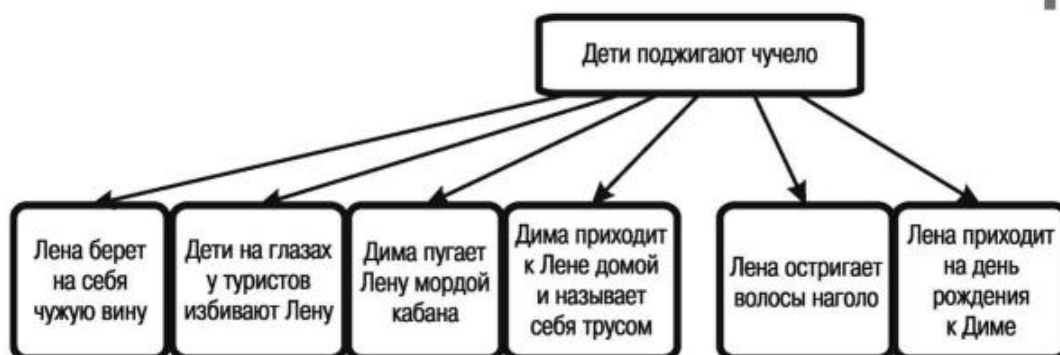 Дети поджигают чучело
Лена берет
на себя
чужую вину
Дети на глазах
у туристов
избивают Лену
Дима пугает
Лену мордой
кабана
Дима приходит
к Лене домой
и называет
себя трусом
Лена остригает
волосы наголо
Лена приходит
на день
рождения
к Диме